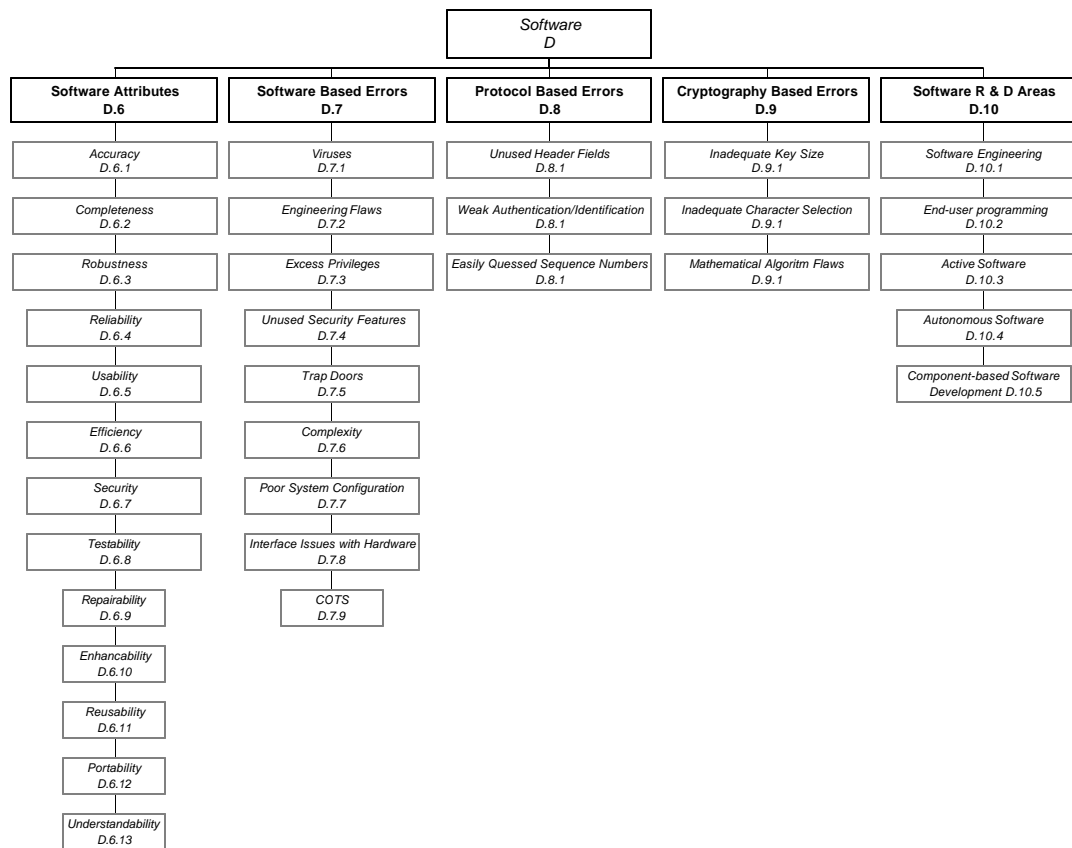 Software
D
Software Attributes
D.6
Accuracy
D.6.1
Completeness
D.6.2
Robustness
D.6.3
Reliability
D.6.4
Usability
D.6.5
Efficiency
D.6.6
Security
D.6.7
Testability
D.6.8
Repairability
D.6.9
Enhancability
D.6.10
Reusability
D.6.11
Portability
D.6.12
Understandability
D.6.13
Software Based Errors
D.7
Viruses
D.7.1
Engineering Flaws
D.7.2
Excess Privileges
D.7.3
Unused Security Features
D.7.4
Trap Doors
D.7.5
Complexity
D.7.6
Poor System Configuration
D.7.7
Interface Issues with Hardware
D.7.8
COTS
D.7.9
Protocol Based Errors
D.8
Unused Header Fields
D.8.1
Weak Authentication/Identification
D.8.1
Easily Quessed Sequence Numbers
D.8.1
Cryptography Based Errors
D.9
Inadequate Key Size
D.9.1
Inadequate Character Selection
D.9.1
Mathematical Algoritm Flaws
D.9.1
Software R & D Areas
D.10
Software Engineering
D.10.1
End-user programming
D.10.2
Active Software
D.10.3
Autonomous Software
D.10.4
Component-based Software
Development D.10.5